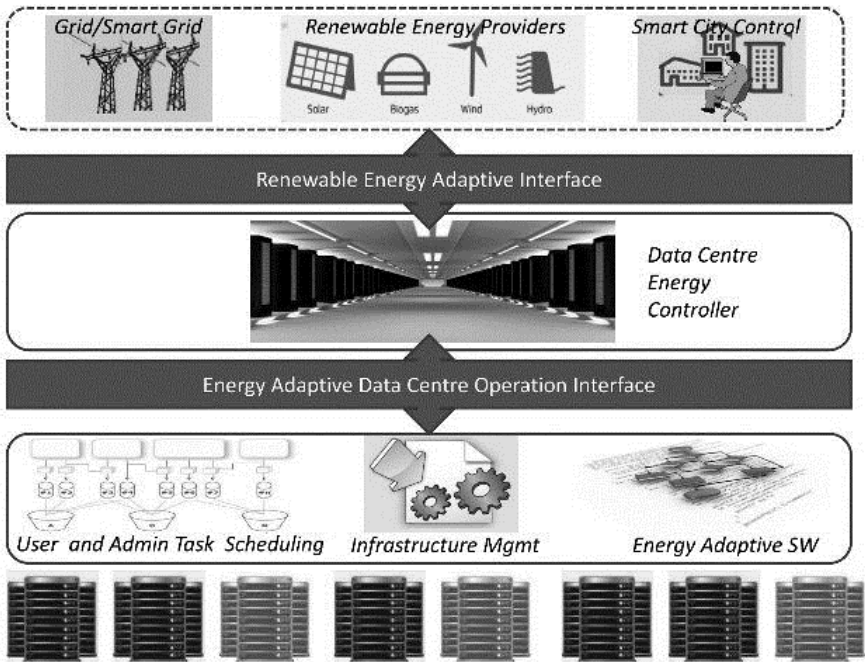 Grid/Smart Grid
Renewable Energy Providers
Smart City Control
Solar
Biogas
Wind
Hydro
Renewable Energy Adaptive Interface
Data Centre
Energy
Controller
Energy Adaptive Data Centre Operation Interface
User and Admin Task Scheduling
Infrastructure Mgmt
Energy Adaptive SW